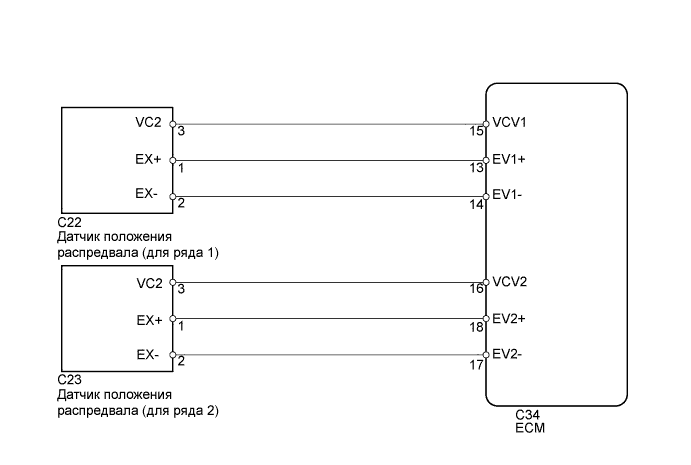 VC2 3 15 VCV1
EX+ 1 13 EV1+
EX- 2 14 EV1-
C22
Датчик положения
распредвала (для ряда 1)
VC2 3 16 VCV2
EX+ 1 18 EV2+
EX- 2 17 EV2-
C23
Датчик положения
распредвала (для ряда 2)
C34
ECM